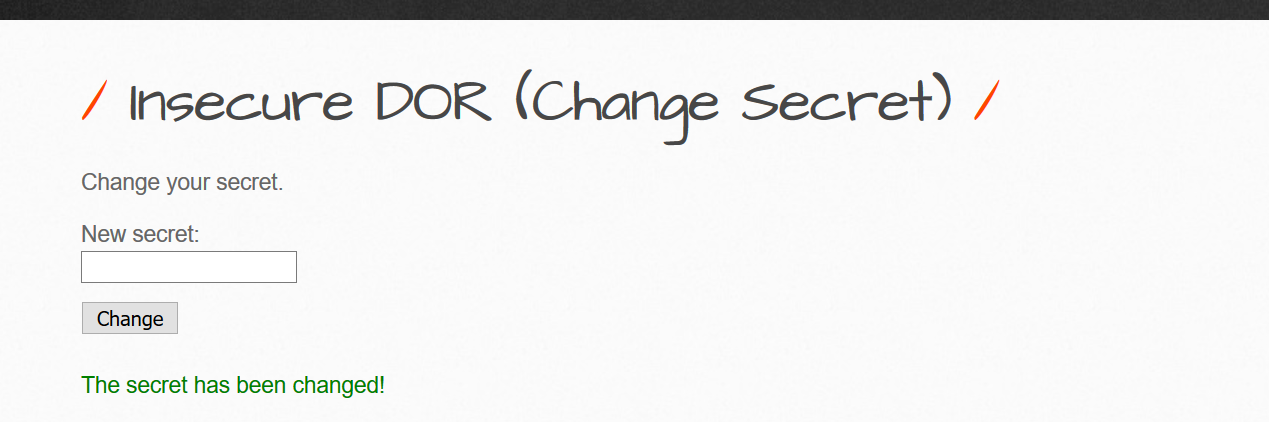 / Insecure DOR (Change Secret) /
Change your secret.
New secret:
Change
The secret has been changed!